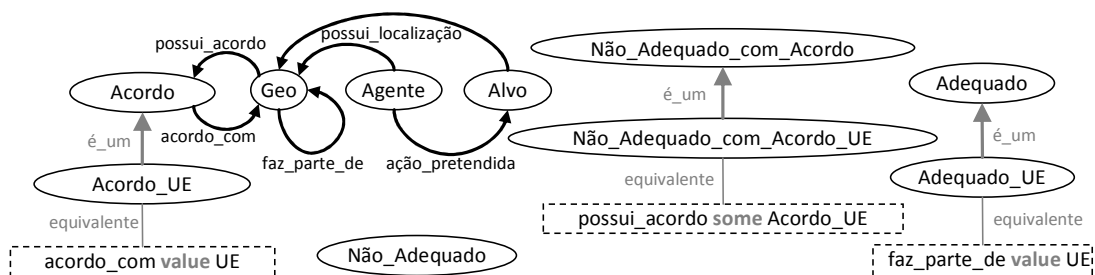 possui_acordo
possui_localização
Não_Adequado_com_Acordo
Acordo
Geo
Agente
Alvo
Adequado
é_um
acordo_com
é_um
é_um
faz_parte_de
ação_pretendida
Não_Adequado_com_Acordo_UE
Acordo_UE
Adequado_UE
equivalente
equivalente
equivalente
possui_acordo some Acordo_UE
acordo_com value UE
Não_Adequado
faz_parte_de value UE